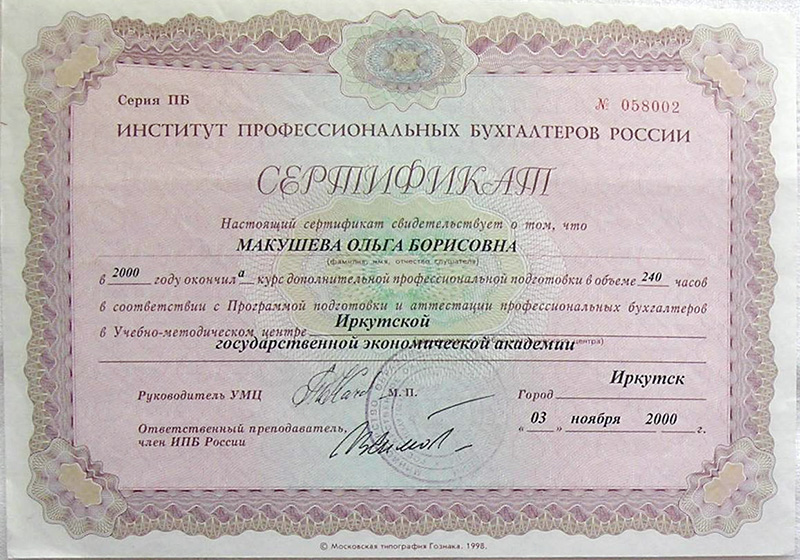 Серия ПБ
№ 058002
ИНСТИТУТ ПРОФЕССИОНАЛЬНЫХ БУХГАЛТЕРОВ РОССИИ
СЕРТИФИКАТ
Настоящий сертификат свидетельствует о том, что
МАКУШЕВА ОЛЬГА БОРИСОВНА
(фамилия, имя, отчество слушателя)
в 2000 году окончил а курс дополнительной профессиональной подготовки в объеме 240 часов
в соответствии с Программой подготовки и аттестации профессиональных бухгалтеров
в Учебно-методическом центре Иркутской
государственной экономической академии
центра)
Руководитель УМЦ М. П. Город Иркутск
Ответственный преподаватель, « 03 » ноября 2000 г.
член ИПБ России
© Московская типография Гознака. 1998.